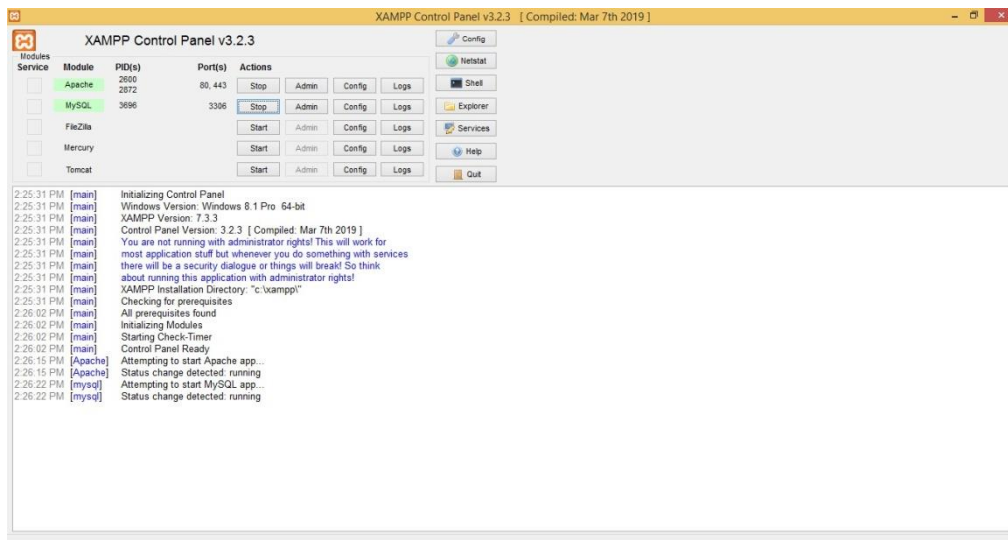 XAMPP Control Panel v3.2.3 [ Compiled: Mar 7th 2019 ]
XAMPP Control Panel v3.2.3
Config
Modules
Service Module PID(s) Port(s) Actions
Netstat
Apache 2600 2872 80, 443 Stop Admin Config Logs
Shell
MySQL 3696 3306 Stop Admin Config Logs
Explorer
FileZilla Start Admin Config Logs
Services
Mercury Start Admin Config Logs
Help
Tomcat Start Admin Config Logs
Quit
2:25:31 PM [main] Initializing Control Panel
2:25:31 PM [main] Windows Version: Windows 8.1 Pro 64-bit
2:25:31 PM [main] XAMPP Version: 7.3.3
2:25:31 PM [main] Control Panel Version: 3.2.3 [ Compiled: Mar 7th 2019 ]
2:25:31 PM [main] You are not running with administrator rights! This will work for
2:25:31 PM [main] most application stuff but whenever you do something with services
2:25:31 PM [main] there will be a security dialogue or things will break! So think
2:25:31 PM [main] about running this application with administrator rights!
2:25:31 PM [main] XAMPP Installation Directory: "c:\xampp\"
2:25:31 PM [main] Checking for prerequisites
2:26:02 PM [main] All prerequisites found
2:26:02 PM [main] Initializing Modules
2:26:02 PM [main] Starting Check-Timer
2:26:02 PM [main] Control Panel Ready
2:26:15 PM [Apache] Attempting to start Apache app...
2:26:15 PM [Apache] Status change detected: running
2:26:22 PM [mysql] Attempting to start MySQL app...
2:26:22 PM [mysql] Status change detected: running